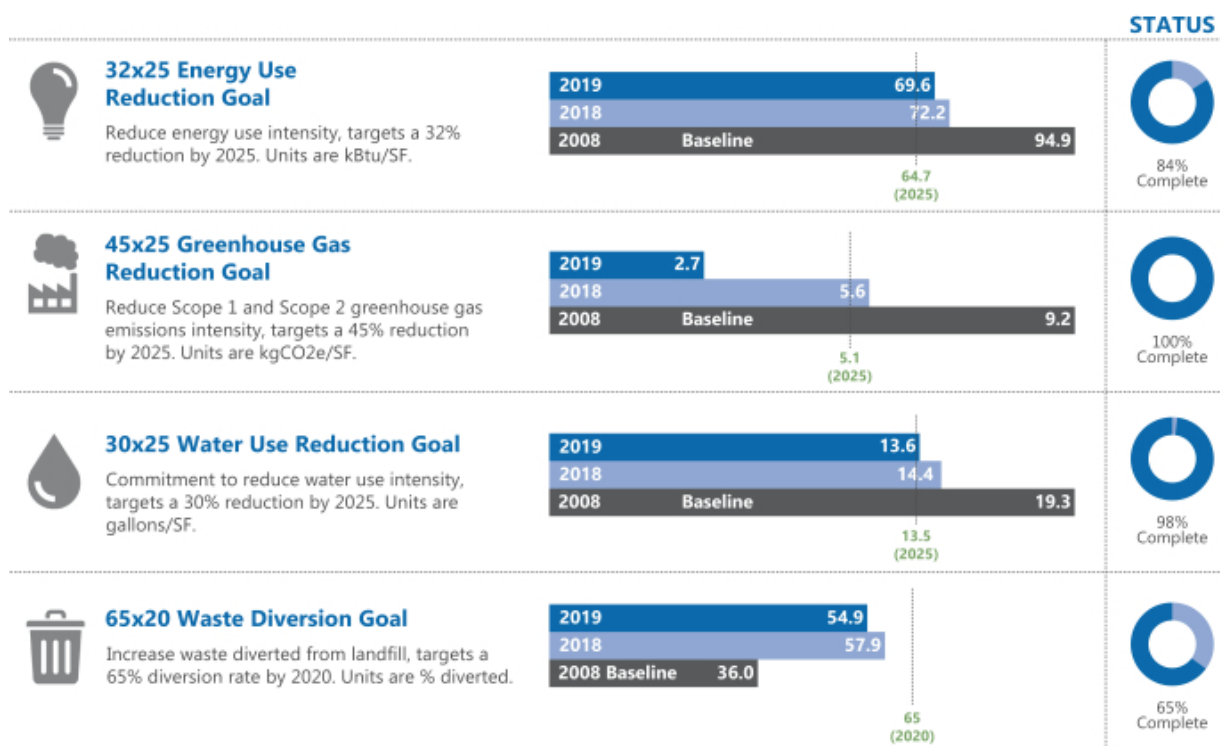 STATUS
32x25 Energy Use
Reduction Goal
Reduce energy use intensity, targets a 32%
reduction by 2025. Units are kBtu/SF.
2019 69.6
2018 72.2
2008 Baseline 94.9
64.7
(2025)
84%
Complete
45x25 Greenhouse Gas
Reduction Goal
Reduce Scope 1 and Scope 2 greenhouse gas
emissions intensity, targets a 45% reduction
by 2025. Units are kgCO2e/SF.
2019 2.7
2018 5.6
2008 Baseline 9.2
5.1
(2025)
100%
Complete
30x25 Water Use Reduction Goal
Commitment to reduce water use intensity,
targets a 30% reduction by 2025. Units are
gallons/SF.
2019 13.6
2018 14.4
2008 Baseline 19.3
13.5
(2025)
98%
Complete
65x20 Waste Diversion Goal
Increase waste diverted from landfill, targets a
65% diversion rate by 2020. Units are % diverted.
2019 54.9
2018 57.9
2008 Baseline 36.0
65
(2020)
65%
Complete